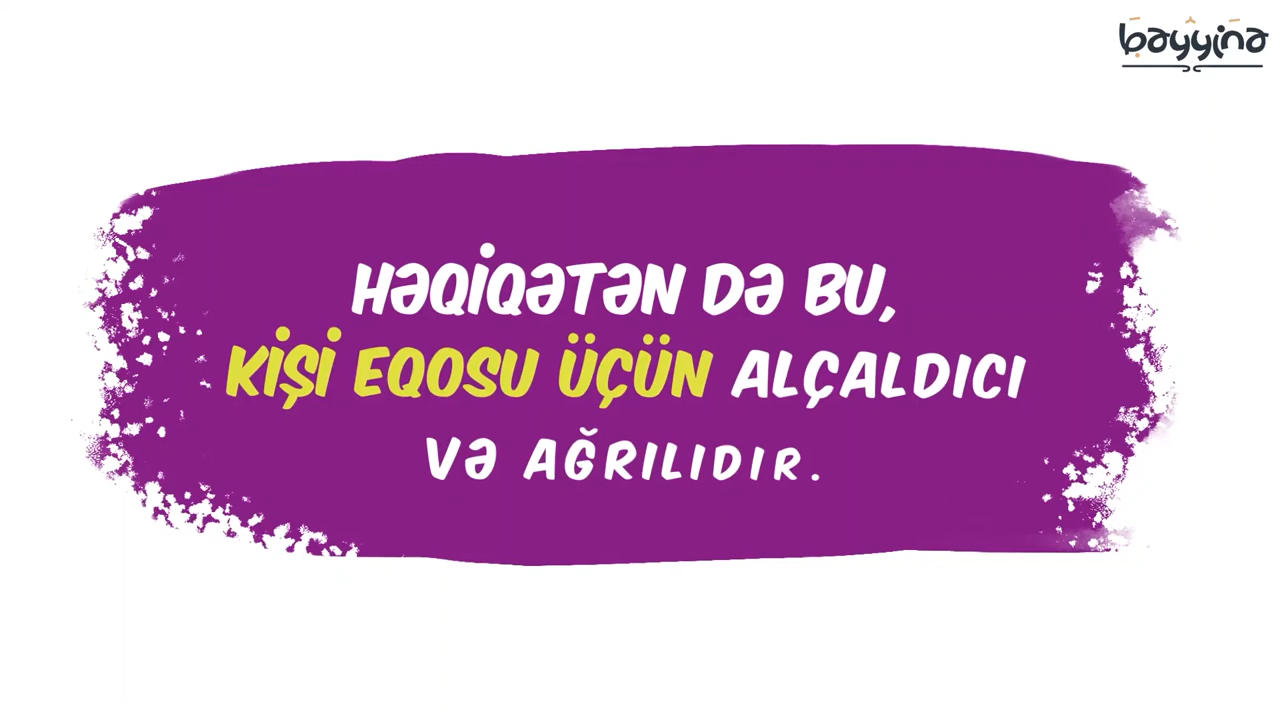 bayyina
HƏQİQƏTƏN DƏ BU,
KİŞİ EQOSU ÜÇÜN ALÇALDICI
VƏ AĞRILIDIR.